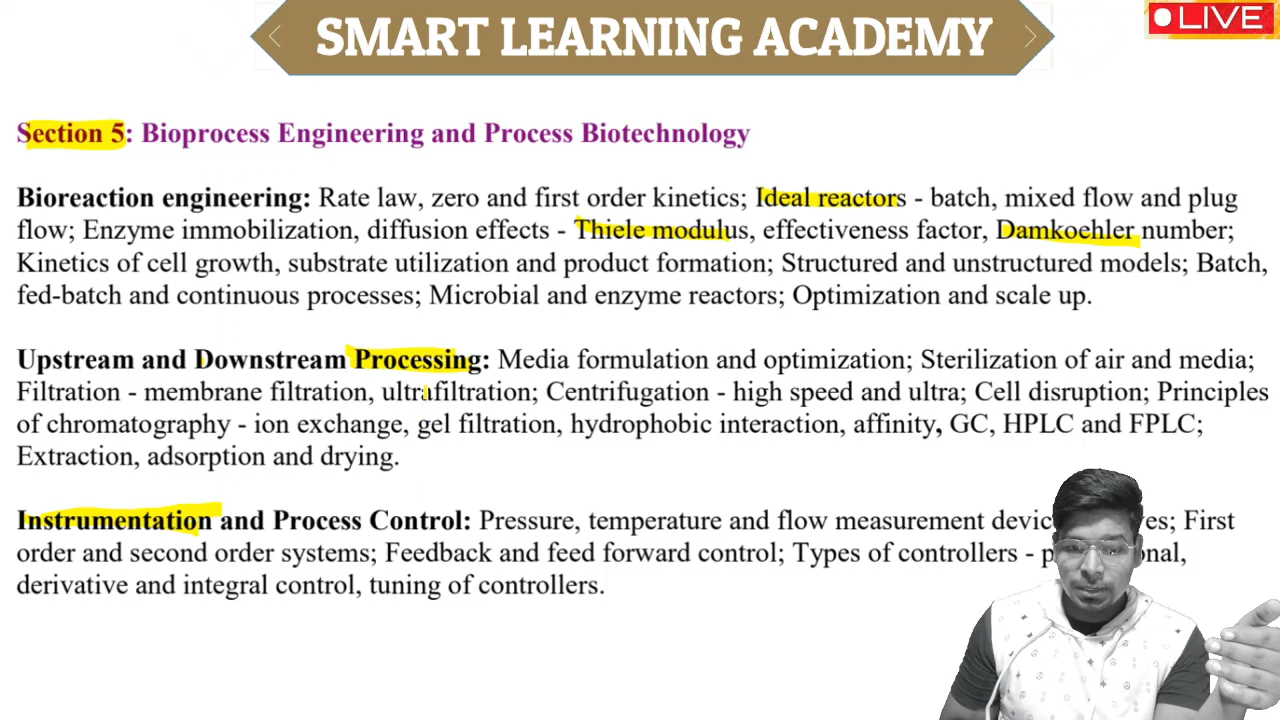 SMART LEARNING ACADEMY
LIVE
Section 5: Bioprocess Engineering and Process Biotechnology
Bioreaction engineering: Rate law, zero and first order kinetics; Ideal reactors - batch, mixed flow and plug
flow; Enzyme immobilization, diffusion effects - Thiele modulus, effectiveness factor, Damkoehler number;
Kinetics of cell growth, substrate utilization and product formation; Structured and unstructured models; Batch,
fed-batch and continuous processes; Microbial and enzyme reactors; Optimization and scale up.
Upstream and Downstream Processing: Media formulation and optimization; Sterilization of air and media;
Filtration - membrane filtration, ultrafiltration; Centrifugation - high speed and ultra; Cell disruption; Principles
of chromatography - ion exchange, gel filtration, hydrophobic interaction, affinity, GC, HPLC and FPLC;
Extraction, adsorption and drying.
Instrumentation and Process Control: Pressure, temperature and flow measurement First
order and second order systems; Feedback and feed forward control; Types of controllers -
derivative and integral control, tuning of controllers.